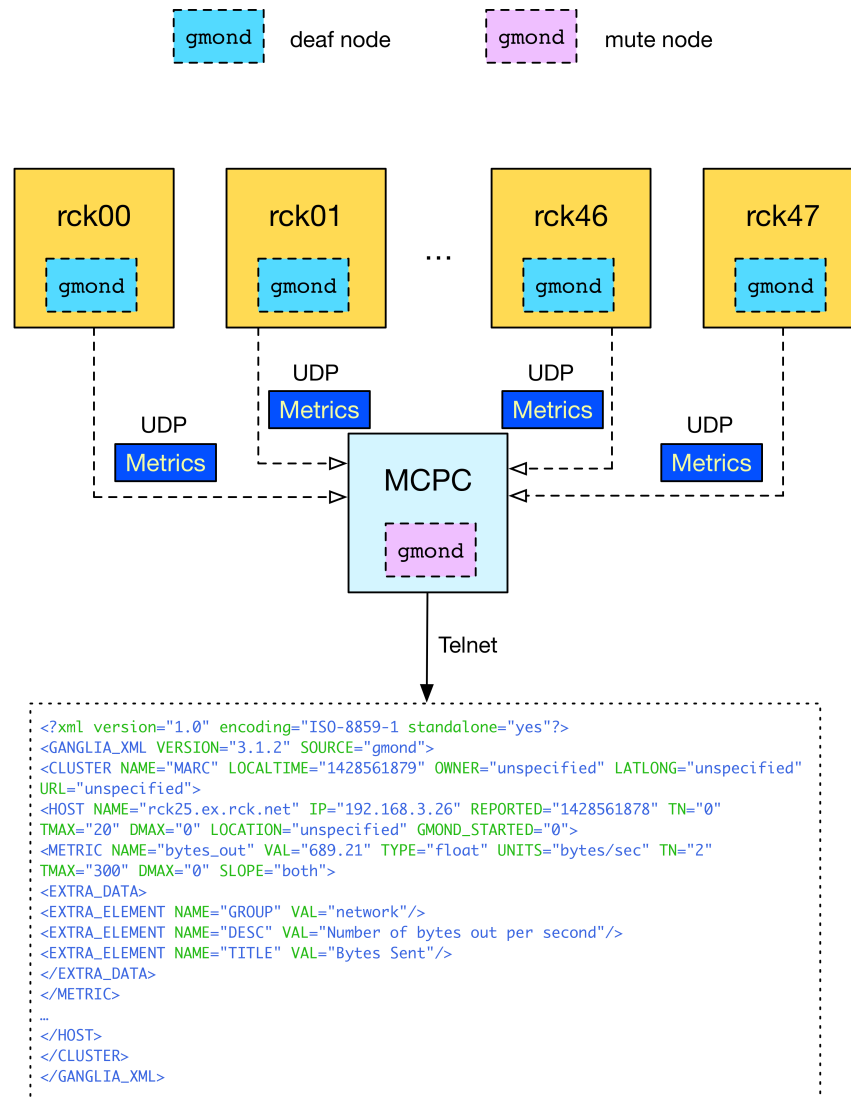 gmond deaf node gmond mute node
rck00 rck01 rck46 rck47
...
gmond gmond gmond gmond
UDP UDP
Metrics Metrics
UDP UDP
Metrics Metrics
MCPC
gmond
Telnet
<?xml version="1.0" encoding="ISO-8859-1 standalone="yes"?>
<GANGLIA_XML VERSION="3.1.2" SOURCE="gmond">
<CLUSTER NAME="MARC" LOCALTIME="1428561879" OWNER="unspecified" LATLONG="unspecified"
URL="unspecified">
<HOST NAME="rck25.ex.rck.net" IP="192.168.3.26" REPORTED="1428561878" TN="0"
TMAX="20" DMAX="0" LOCATION="unspecified" GMOND_STARTED="0">
<METRIC NAME="bytes_out" VAL="689.21" TYPE="float" UNITS="bytes/sec" TN="2"
TMAX="300" DMAX="0" SLOPE="both">
<EXTRA_DATA>
<EXTRA_ELEMENT NAME="GROUP" VAL="network"/>
<EXTRA_ELEMENT NAME="DESC" VAL="Number of bytes out per second"/>
<EXTRA_ELEMENT NAME="TITLE" VAL="Bytes Sent"/>
</EXTRA_DATA>
</METRIC>
…
</HOST>
</CLUSTER>
</GANGLIA_XML>